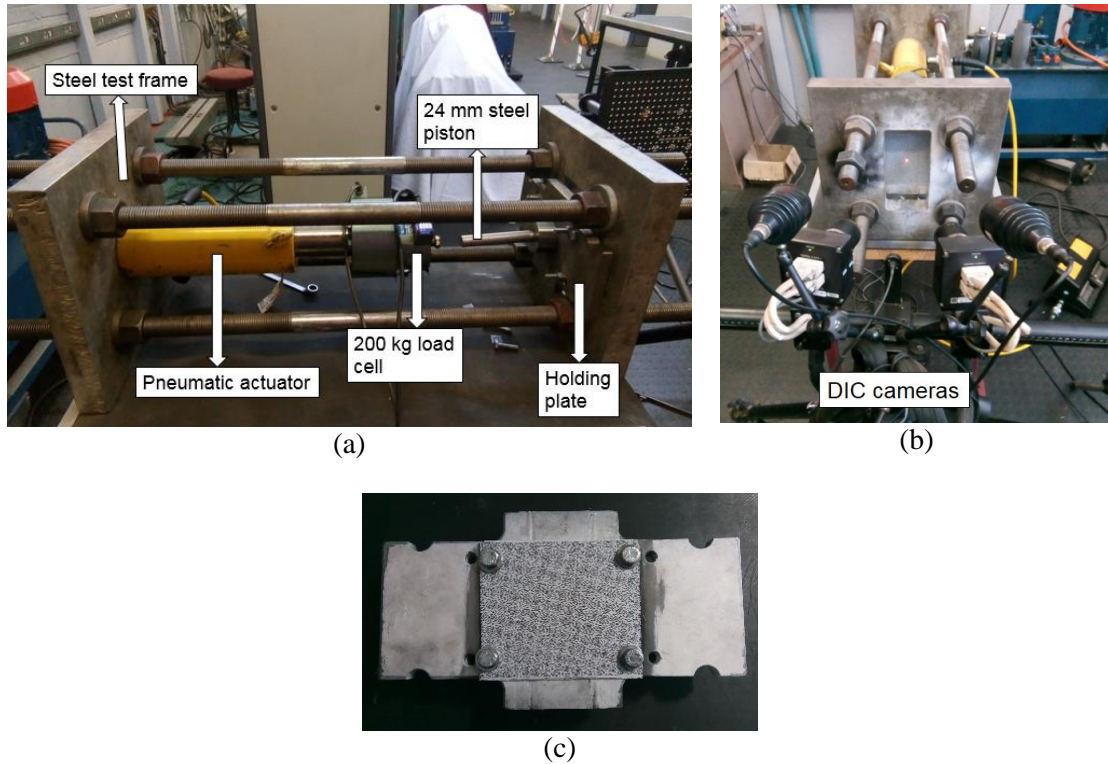 Steel test frame
24 mm steel
piston
200 kg load
cell
Pneumatic actuator
Holding
plate
DIC cameras
(a)
(b)
(c)